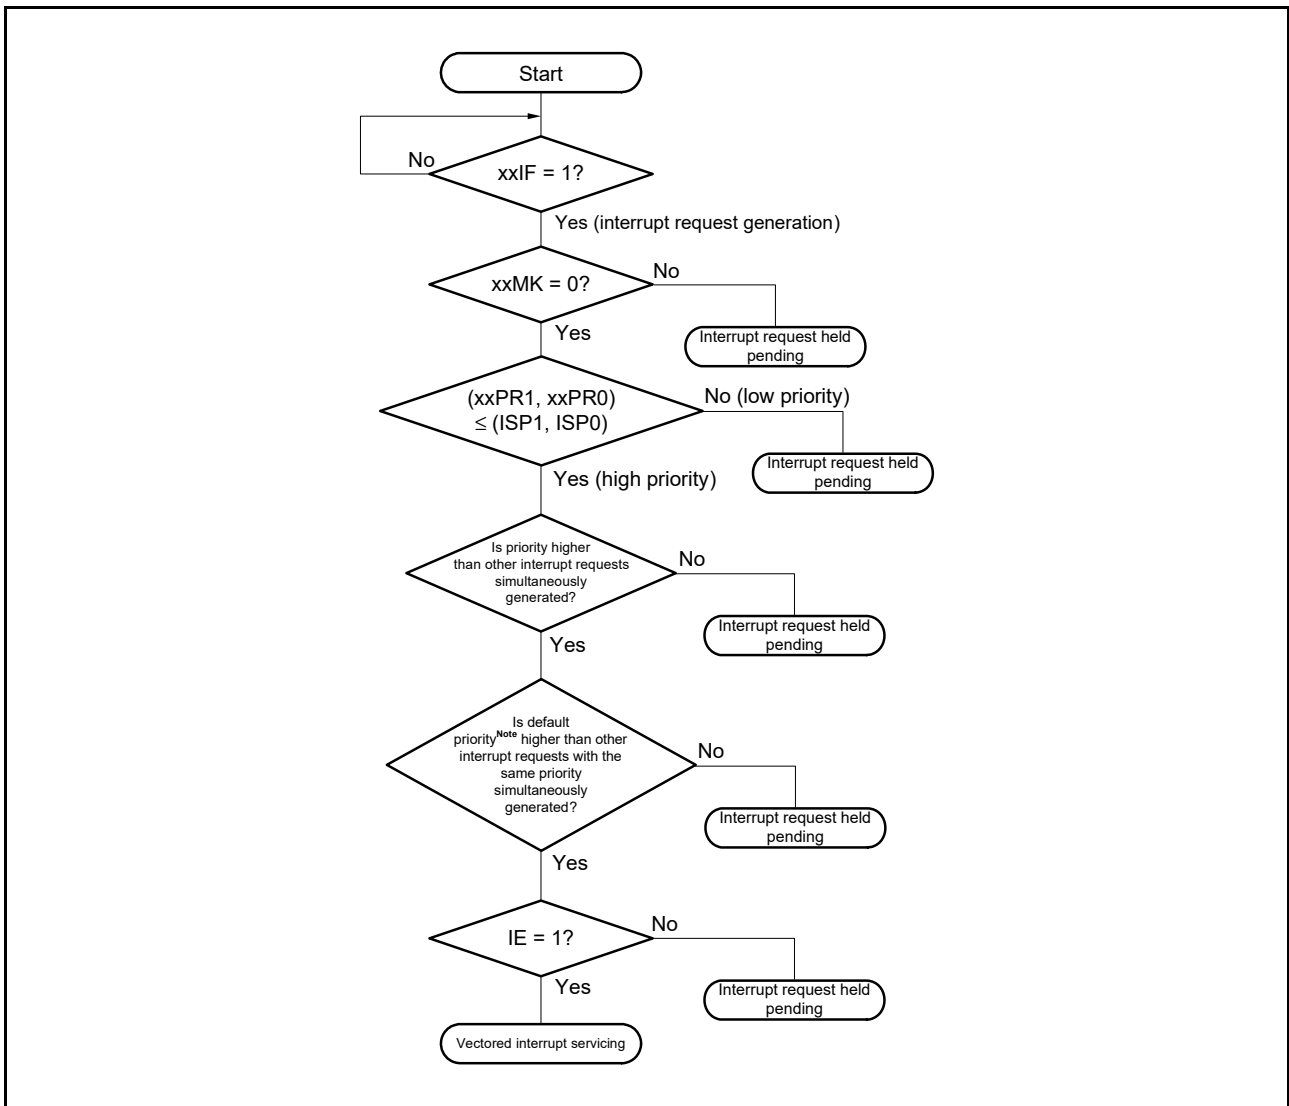 Start
No
xxIF = 1?
Yes (interrupt request generation)
xxMK = 0?
No
Yes
Interrupt request held
pending
(xxPR1, xxPR0)
≤ (ISP1, ISP0)
No (low priority)
Interrupt request held
pending
Yes (high priority)
Is priority higher
than other interrupt requests
simultaneously
generated?
No
Interrupt request held
pending
Yes
Is default
priorityNote higher than other
interrupt requests with the
same priority
simultaneously
generated?
No
Interrupt request held
pending
Yes
IE = 1?
No
Interrupt request held
pending
Yes
Vectored interrupt servicing